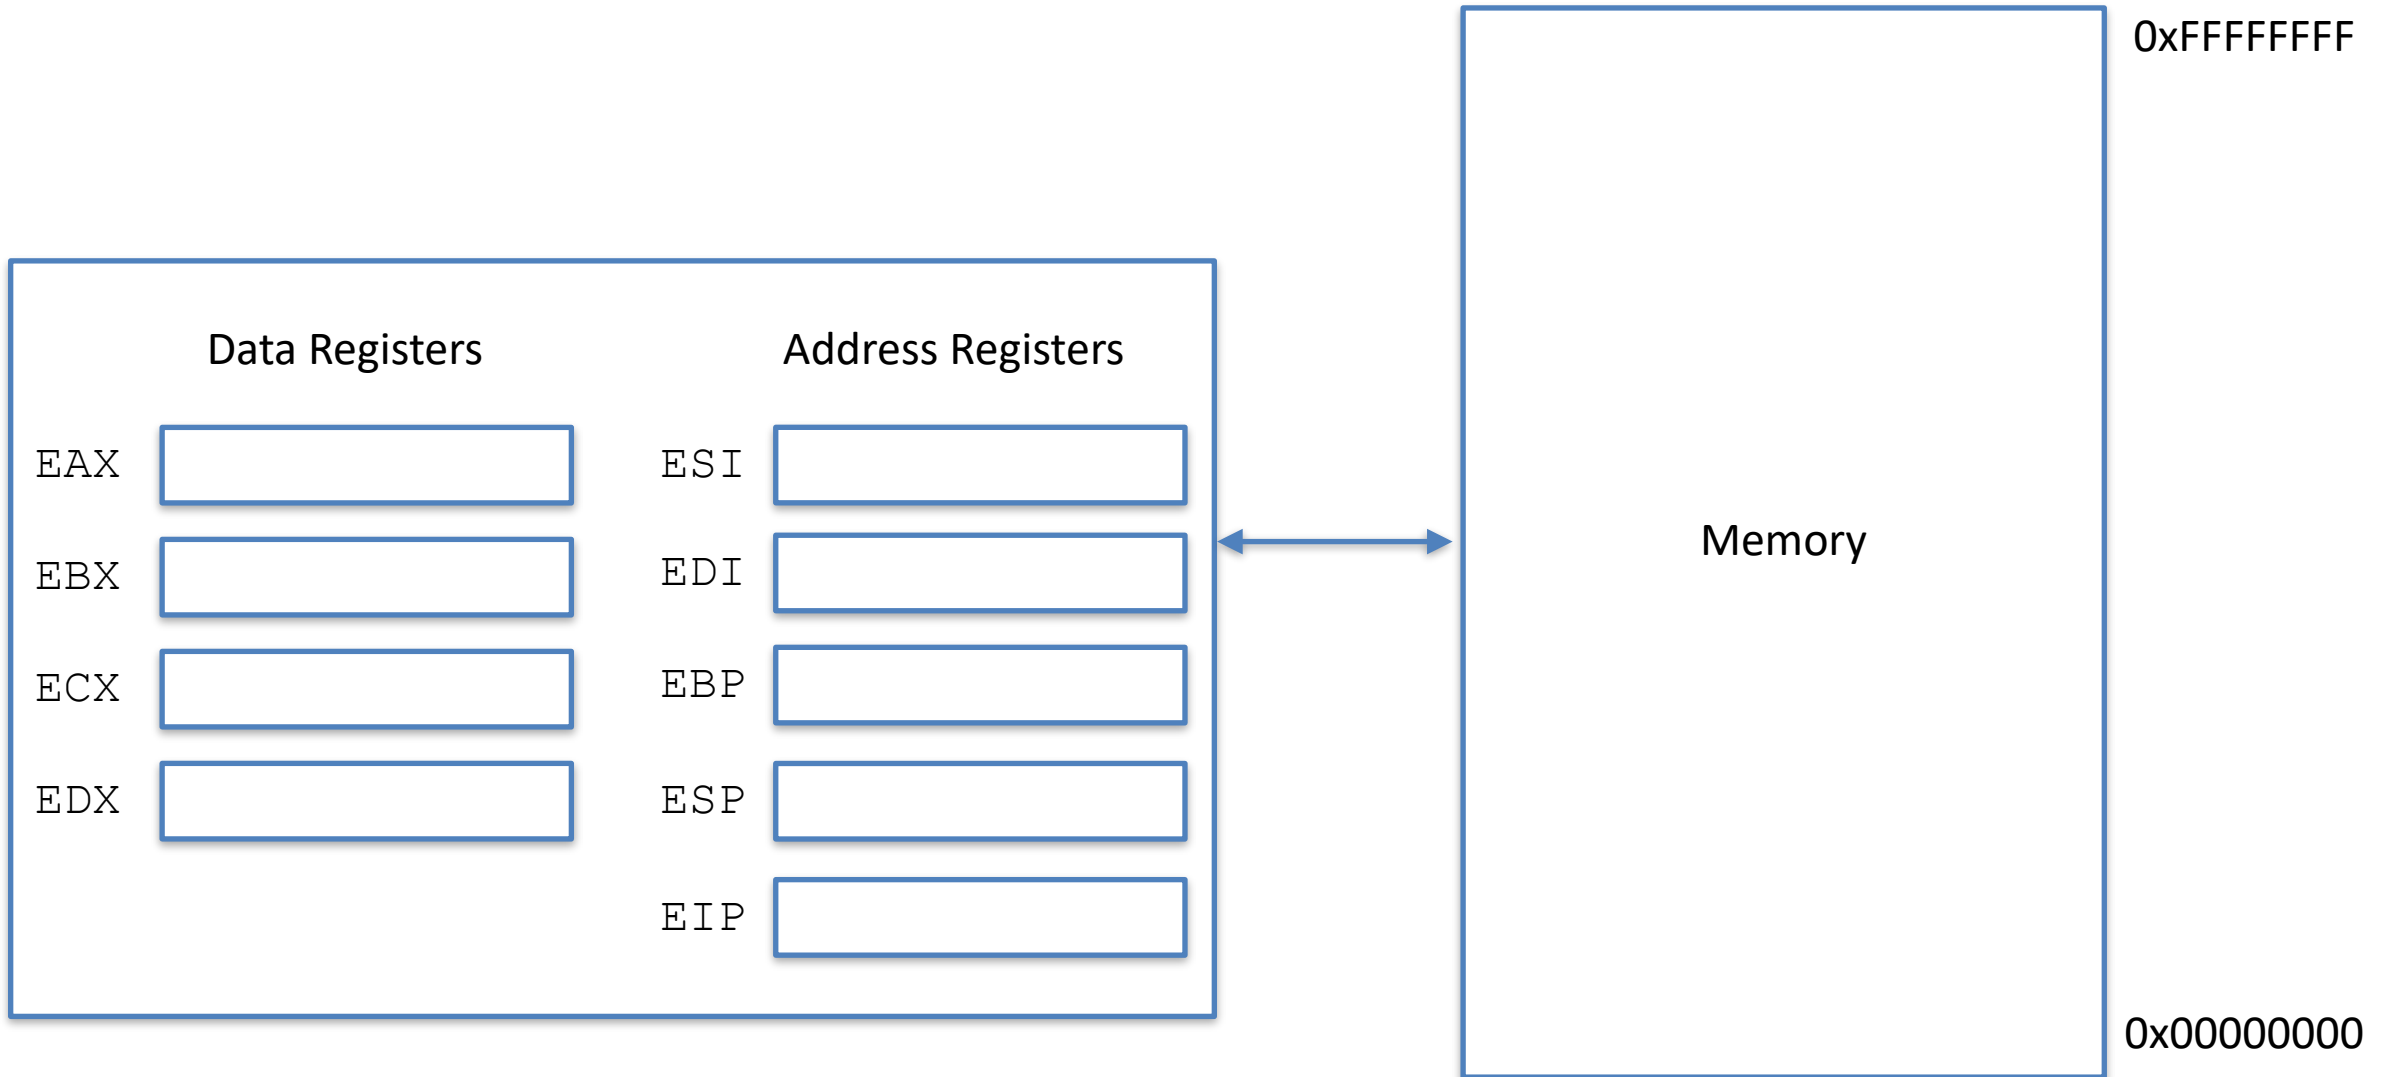 0xFFFFFFFF
Data Registers
Address Registers
EAX
ESI
EBX
EDI
ECX
EBP
EDX
ESP
EIP
Memory
0x00000000